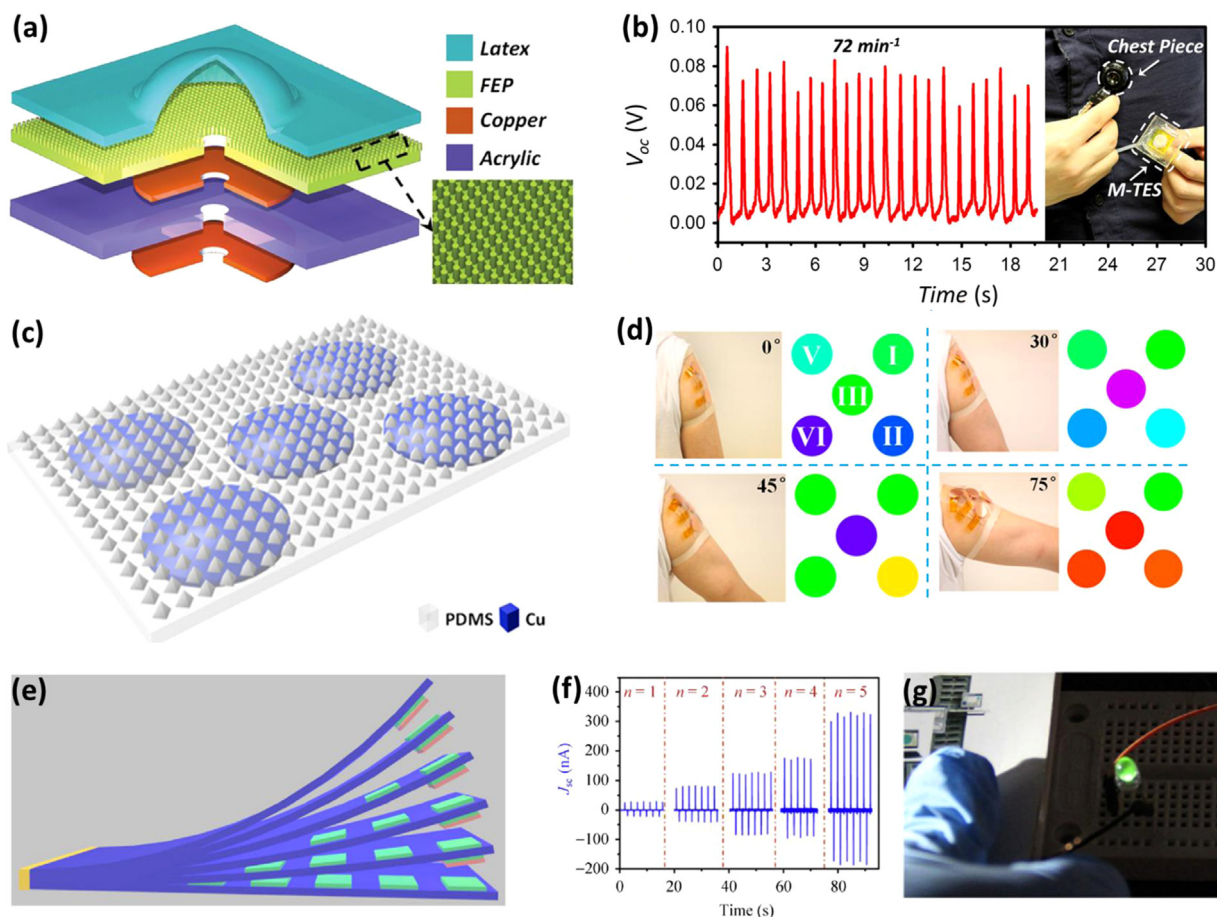 (a)
Latex
FEP
Copper
Acrylic
(b)
72 min⁻¹
Chest Piece
M-TES
0.10
0.08
0.06
0.04
0.02
0.00
V_oc (V)
0 3 6 9 12 15 18 21 24 27 30
Time (s)
(c)
PDMS Cu
(d)
0°
V I
III
VI II
30°
45°
75°
(e)
(f)
n = 1 n = 2 n = 3 n = 4 n = 5
400
300
200
100
0
−100
−200
J_sc (nA)
0 20 40 60 80
Time (s)
(g)